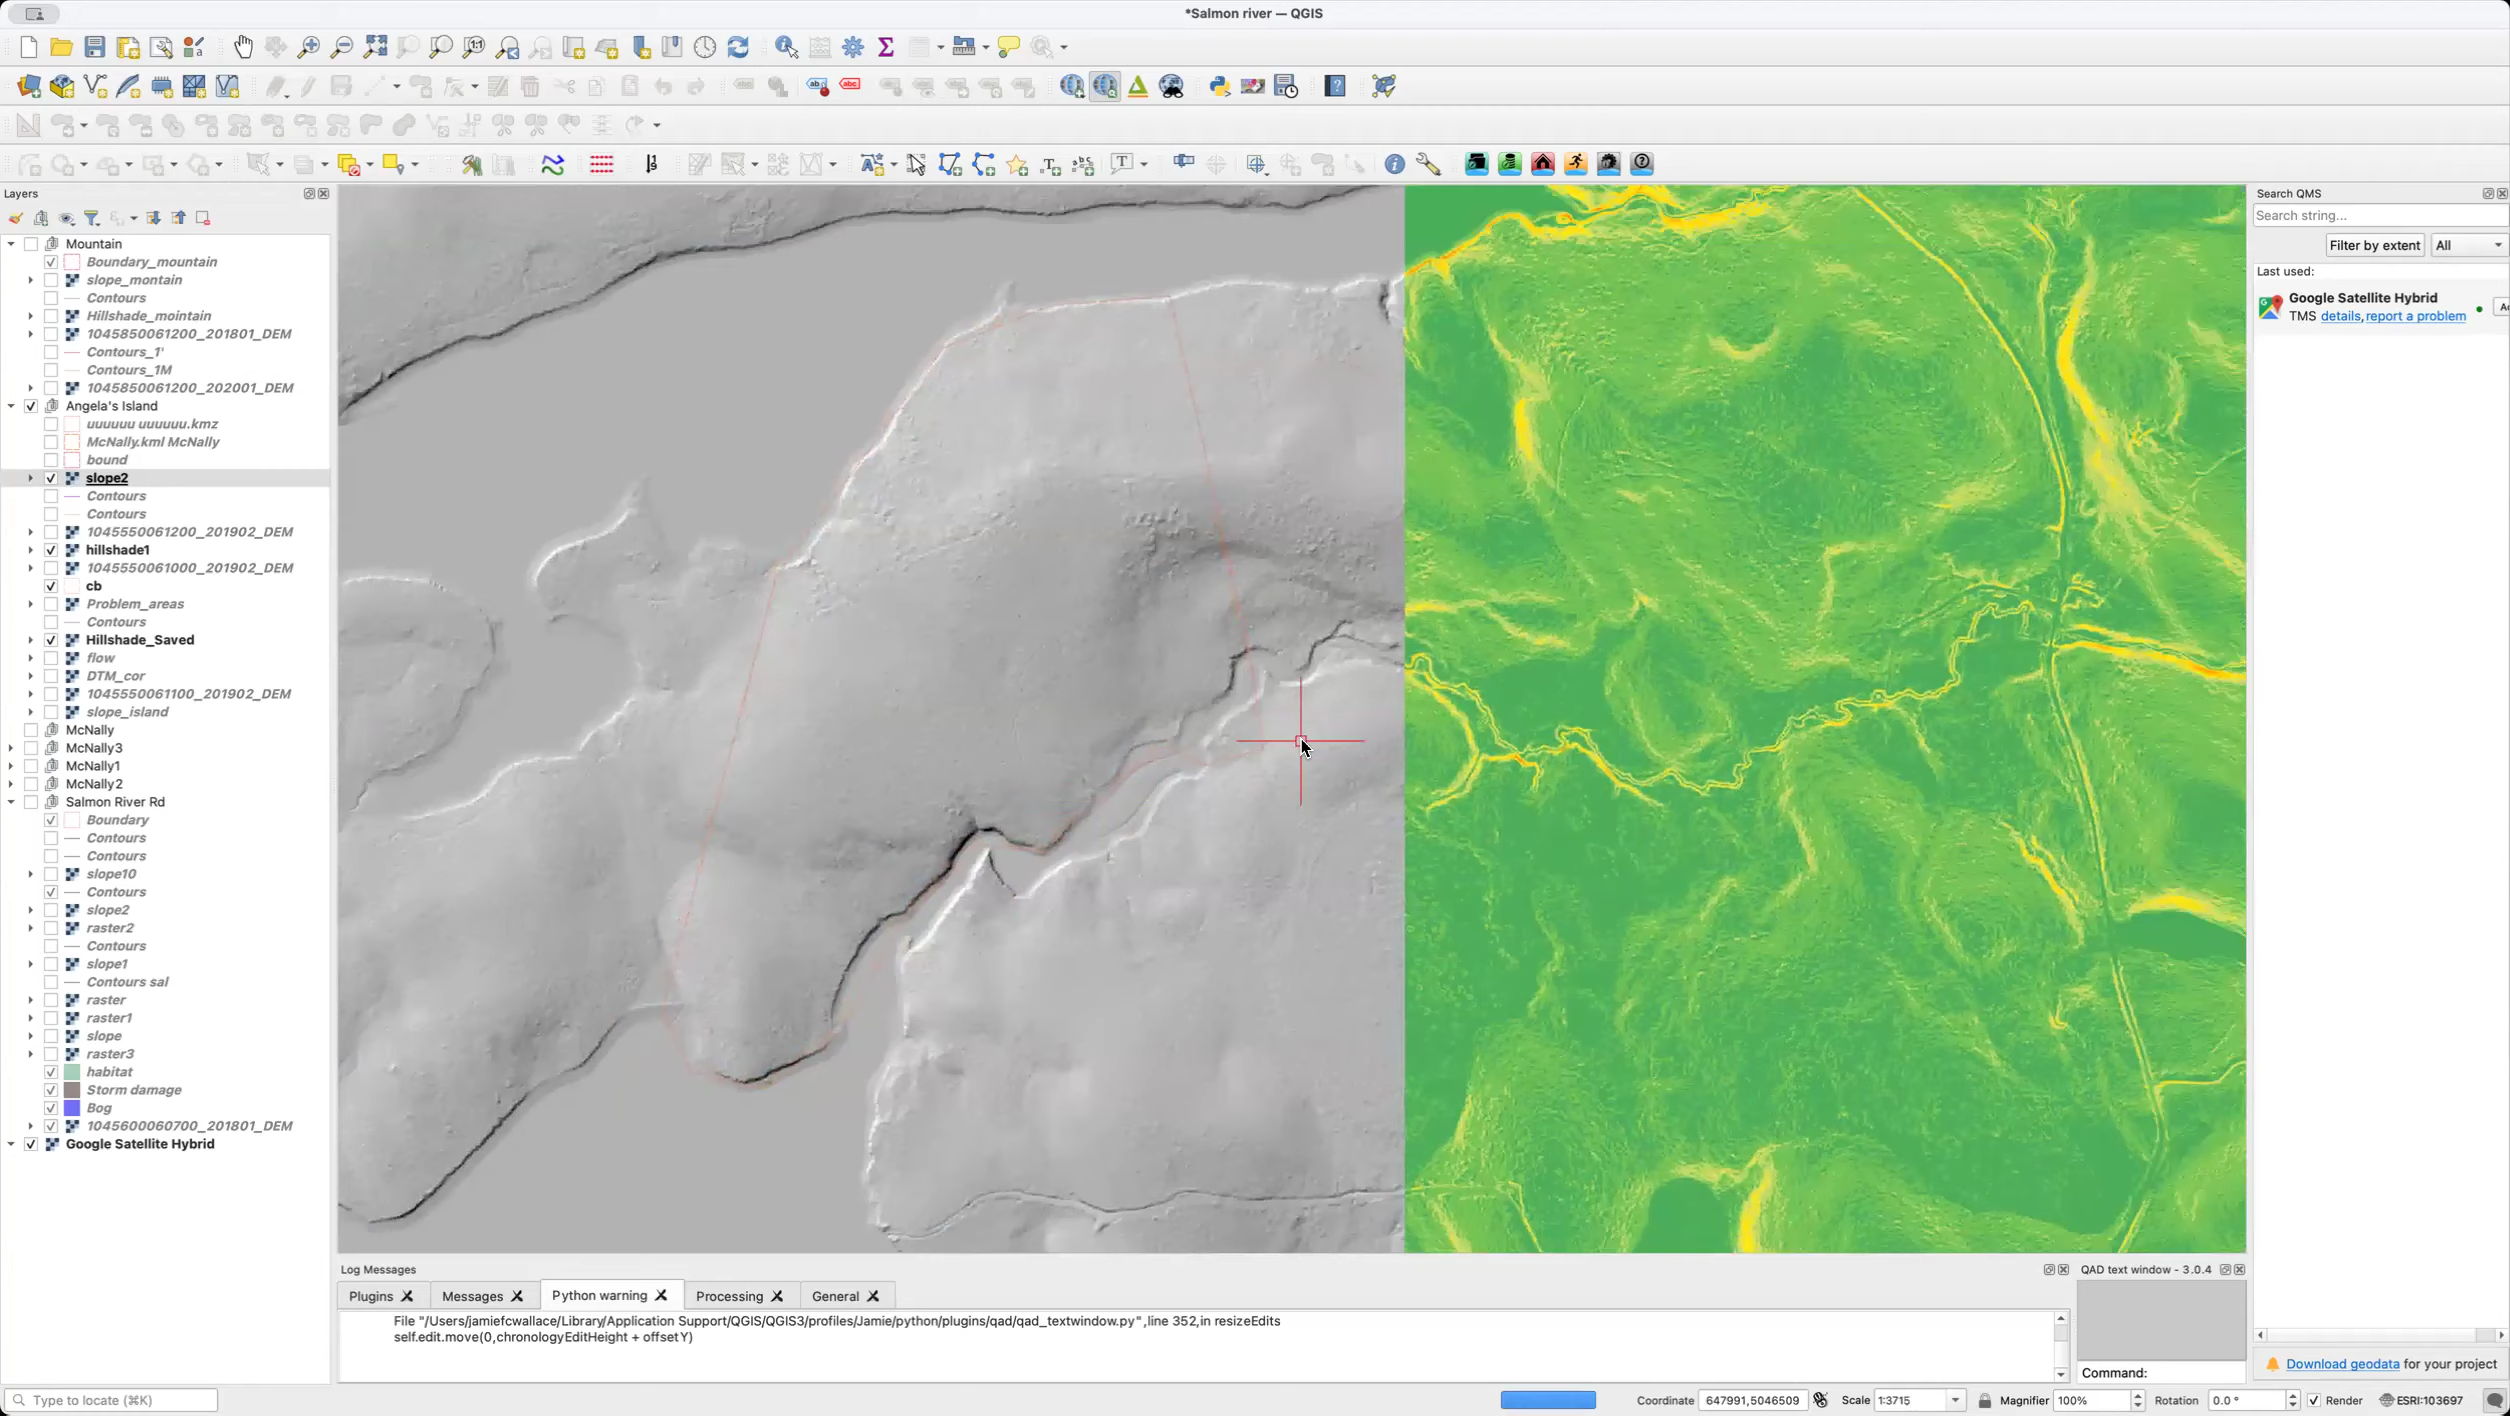 *Salmon river — QGIS
Layers
Mountain
Boundary_mountain
slope_montain
Contours
Hillshade_mointain
1045850061200_201801_DEM
Contours_1'
Contours_1M
1045850061200_202001_DEM
Angela's Island
uuuuuu uuuuuu.kmz
McNally.kml McNally
bound
slope2
Contours
Contours
1045550061200_201902_DEM
hillshade1
1045550061000_201902_DEM
cb
Problem_areas
Contours
Hillshade_Saved
flow
DTM_cor
1045550061100_201902_DEM
slope_island
McNally
McNally3
McNally1
McNally2
Salmon River Rd
Boundary
Contours
Contours
slope10
Contours
slope2
raster2
Contours
slope1
Contours sal
raster
raster1
slope
raster3
habitat
Storm damage
Bog
1045600060700_201801_DEM
Google Satellite Hybrid
Search QMS
Search string...
Filter by extent All
Last used:
Google Satellite Hybrid
TMS details, report a problem
Log Messages
Plugins Messages Python warning Processing General
File "/Users/jamiefcwallace/Library/Application Support/QGIS/QGIS3/profiles/Jamie/python/plugins/qad/qad_textwindow.py", line 352, in resizeEdits
self.edit.move(0,chronologyEditHeight + offsetY)
QAD text window - 3.0.4
Command:
Download geodata for your project
Type to locate (⌘K)
Coordinate 647991,5046509 Scale 1:3715 Magnifier 100% Rotation 0.0 ° Render ESRI:103697